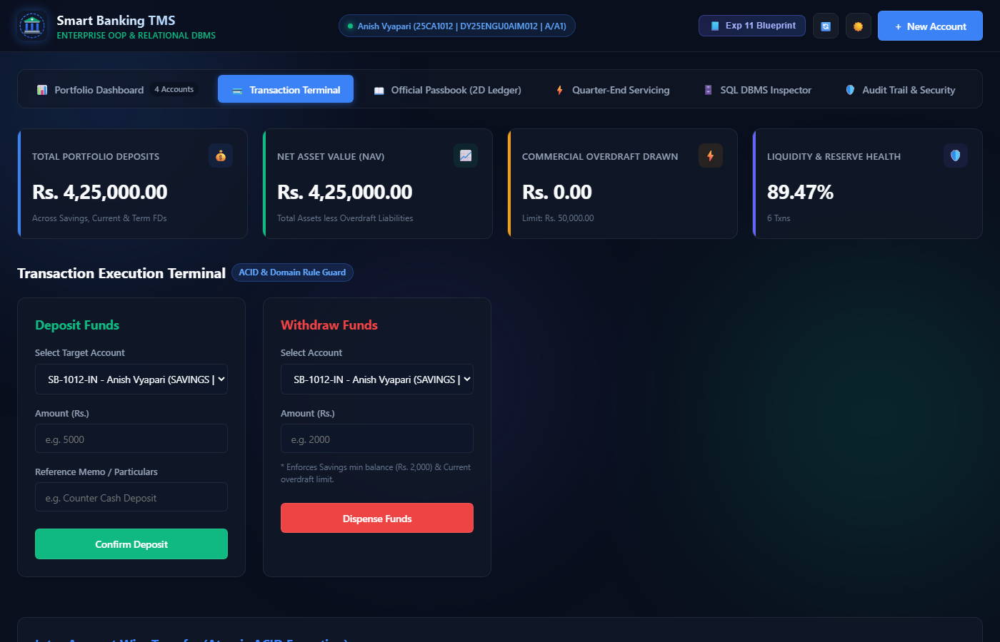 Smart Banking TMS
ENTERPRISE OOP & RELATIONAL DBMS
Anish Vyapari (25CA1012 | DY25ENGU0AIM012 | A/A1)
Exp 11 Blueprint
+ New Account
Portfolio Dashboard 4 Accounts
Transaction Terminal
Official Passbook (2D Ledger)
Quarter-End Servicing
SQL DBMS Inspector
Audit Trail & Security
TOTAL PORTFOLIO DEPOSITS
Rs. 4,25,000.00
Across Savings, Current & Term FDs
NET ASSET VALUE (NAV)
Rs. 4,25,000.00
Total Assets less Overdraft Liabilities
COMMERCIAL OVERDRAFT DRAWN
Rs. 0.00
Limit: Rs. 50,000.00
LIQUIDITY & RESERVE HEALTH
89.47%
6 Txns
Transaction Execution Terminal
ACID & Domain Rule Guard
Deposit Funds
Select Target Account
SB-1012-IN - Anish Vyapari (SAVINGS |
Amount (Rs.)
e.g. 5000
Reference Memo / Particulars
e.g. Counter Cash Deposit
Confirm Deposit
Withdraw Funds
Select Account
SB-1012-IN - Anish Vyapari (SAVINGS |
Amount (Rs.)
e.g. 2000
* Enforces Savings min balance (Rs. 2,000) & Current
overdraft limit.
Dispense Funds